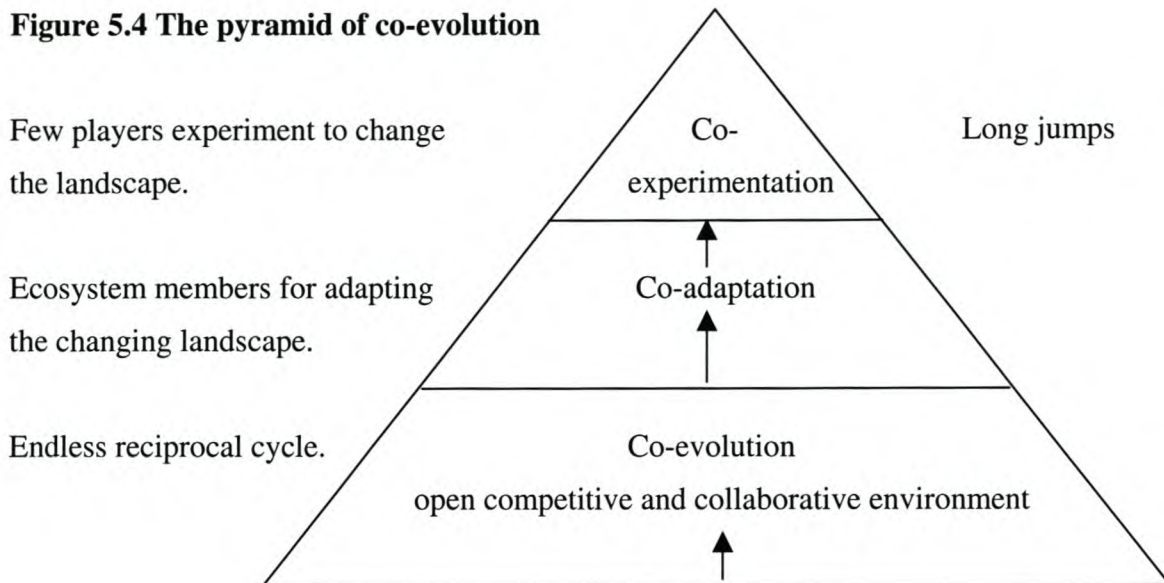 Figure 5.4 The pyramid of co-evolution
Few players experiment to change
the landscape.
Co-
experimentation
Long jumps
Ecosystem members for adapting
the changing landscape.
Co-adaptation
Endless reciprocal cycle.
Co-evolution
open competitive and collaborative environment